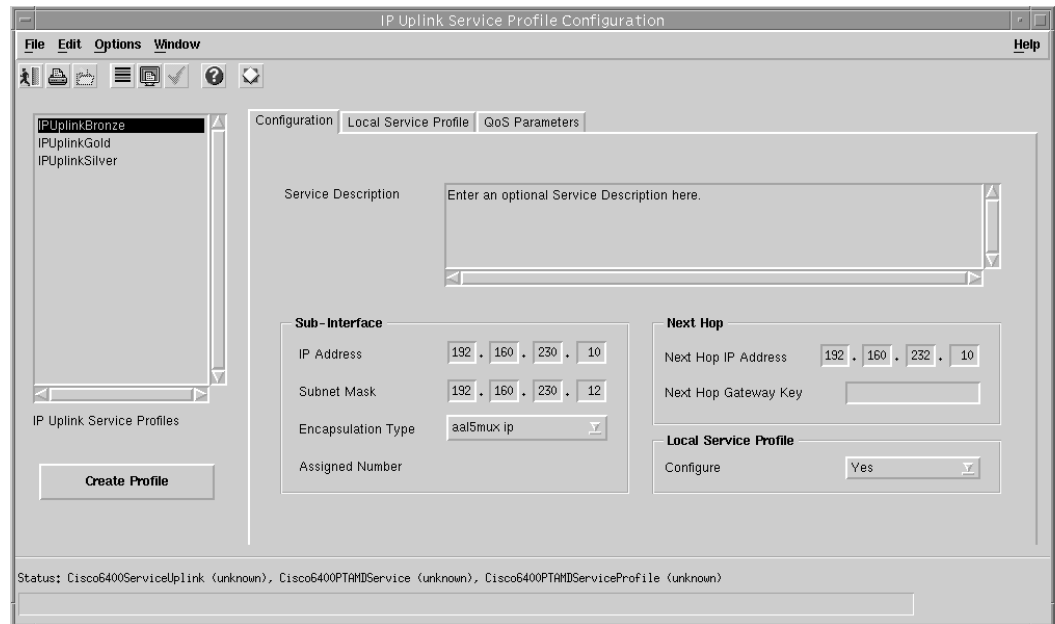 IP Uplink Service Profile Configuration
File Edit Options Window Help
IPUplinkBronze
IPUplinkGold
IPUplinkSilver
IP Uplink Service Profiles
Create Profile
Configuration Local Service Profile QoS Parameters
Service Description
Enter an optional Service Description here.
Sub-Interface
IP Address 192 . 160 . 230 . 10
Subnet Mask 192 . 160 . 230 . 12
Encapsulation Type aal5mux ip
Assigned Number
Next Hop
Next Hop IP Address 192 . 160 . 232 . 10
Next Hop Gateway Key
Local Service Profile
Configure Yes
Status: Cisco6400ServiceUplink (unknown), Cisco6400PTAMDService (unknown), Cisco6400PTAMDServiceProfile (unknown)